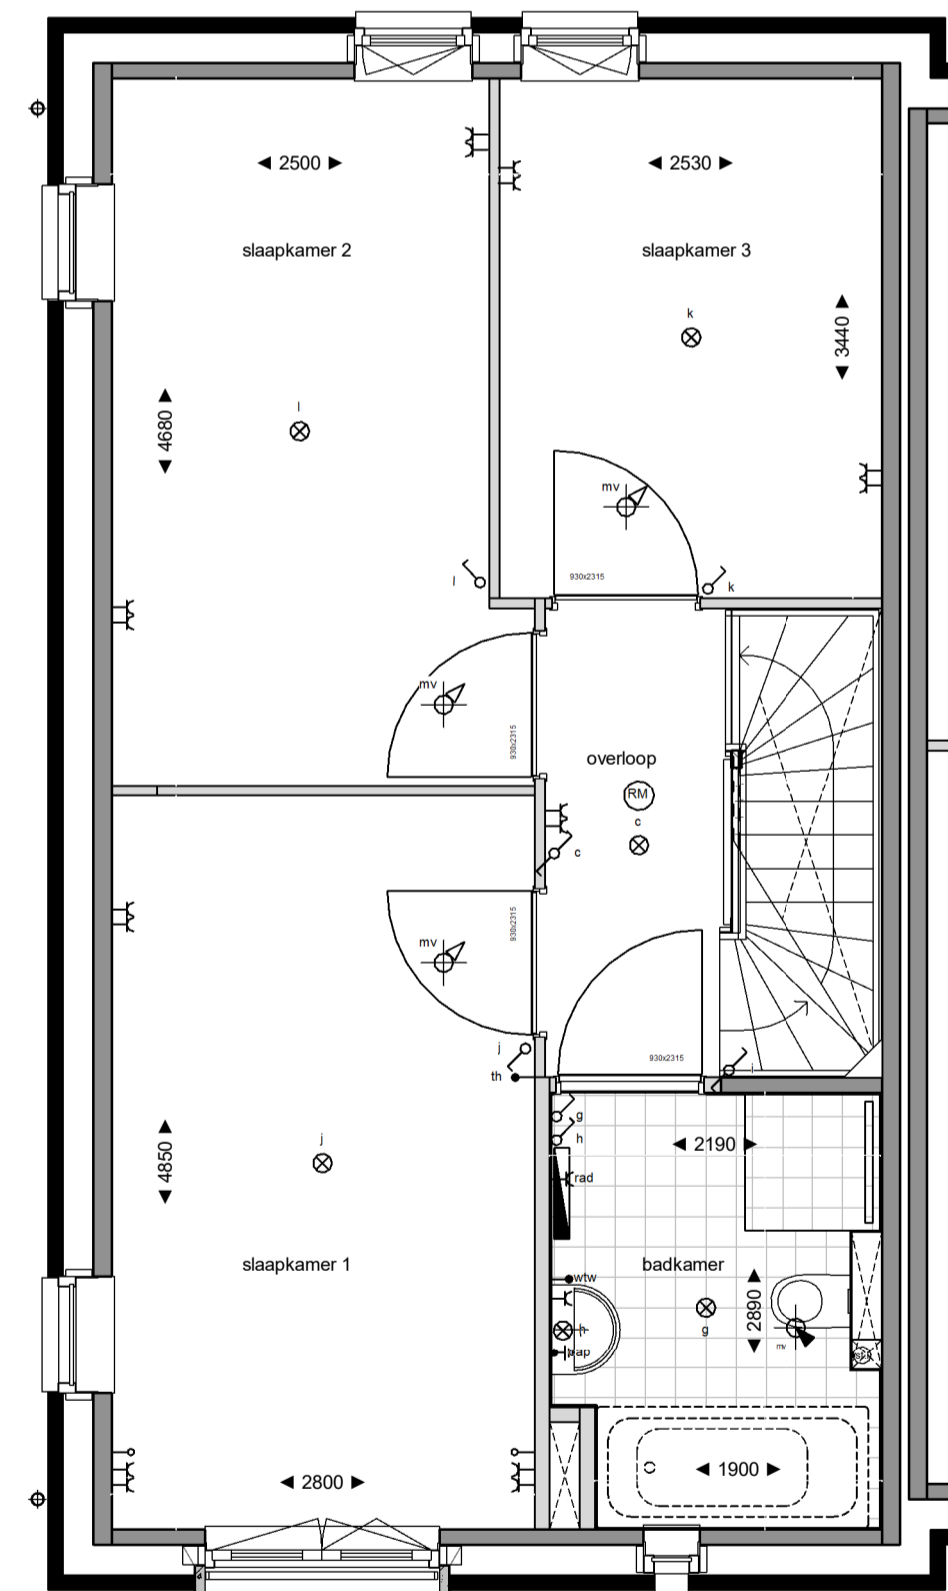 2500
2530
slaapkamer 2
slaapkamer 3
k
3440
l
4680
mv
930x2315
l
k
mv
930x2315
overloop
RM
c
c
930x2315
mv
930x2315
j
th
i
g
h
2190
j
4850
rad
slaapkamer 1
badkamer
wtw
2890
h
g
mv
cap
2800
1900